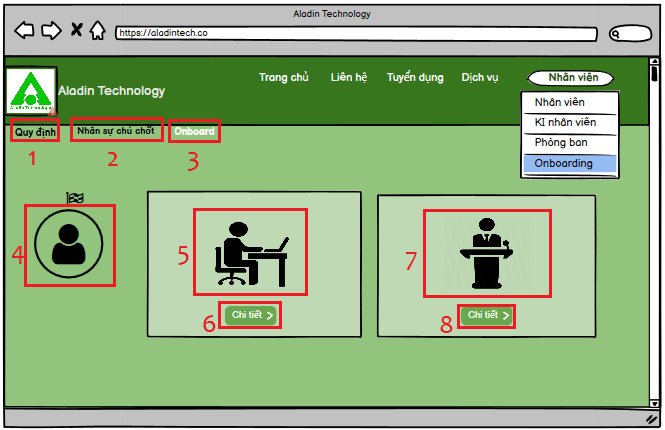 Aladin Technology
https://aladintech.co
Aladin Technology
Trang chủ Liên hệ Tuyển dụng Dịch vụ Nhân viên
Nhân viên
KI nhân viên
Phòng ban
Onboarding
Quy định Nhân sự chủ chốt Onboard
1 2 3
4 5 7
6 Chi tiết 8 Chi tiết